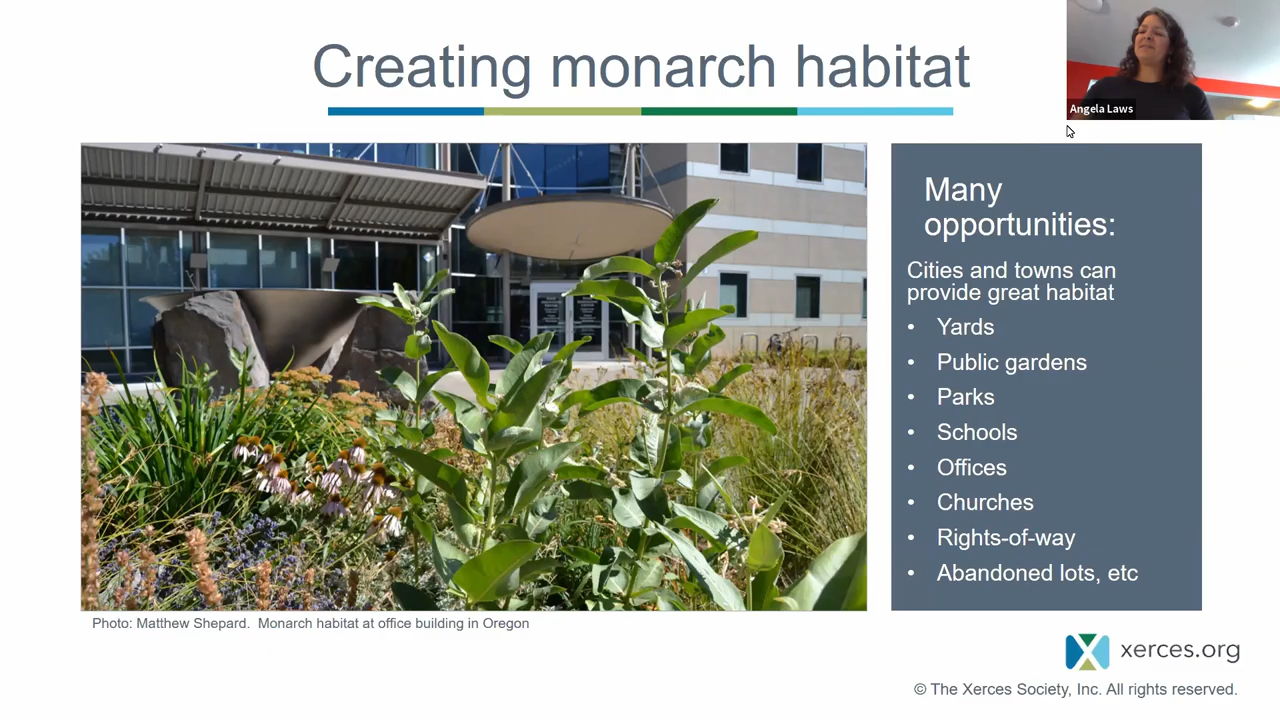 Creating monarch habitat
Angela Laws
Many
opportunities:
Cities and towns can
provide great habitat
• Yards
• Public gardens
• Parks
• Schools
• Offices
• Churches
• Rights-of-way
• Abandoned lots, etc
Photo: Matthew Shepard.  Monarch habitat at office building in Oregon
xerces.org
© The Xerces Society, Inc. All rights reserved.